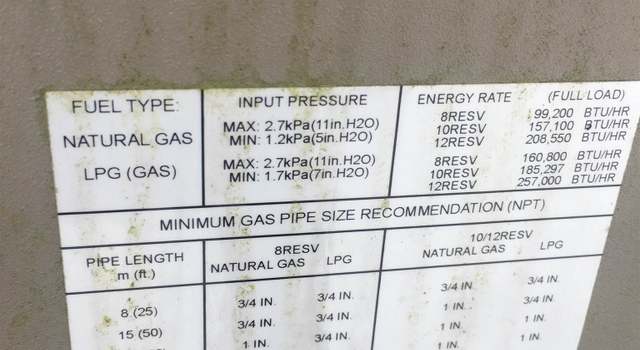 FUEL TYPE: INPUT PRESSURE ENERGY RATE (FULL LOAD)
NATURAL GAS MAX: 2.7kPa(11in.H2O) 8RESV 99,200 BTU/HR
MIN: 1.2kPa(5in.H2O) 10RESV 157,100 BTU/HR
12RESV 208,550 BTU/HR
LPG (GAS) MAX: 2.7kPa(11in.H2O) 8RESV 160,800 BTU/HR
MIN: 1.7kPa(7in.H2O) 10RESV 185,297 BTU/HR
12RESV 257,000 BTU/HR
MINIMUM GAS PIPE SIZE RECOMMENDATION (NPT)
PIPE LENGTH 8RESV 10/12RESV
m (ft.) NATURAL GAS LPG NATURAL GAS LPG
8 (25) 3/4 IN. 3/4 IN. 3/4 IN. 3/4 IN.
15 (50) 3/4 IN. 3/4 IN. 1 IN. 3/4 IN.
1 IN. 3/4 IN. 1 IN. 1 IN.